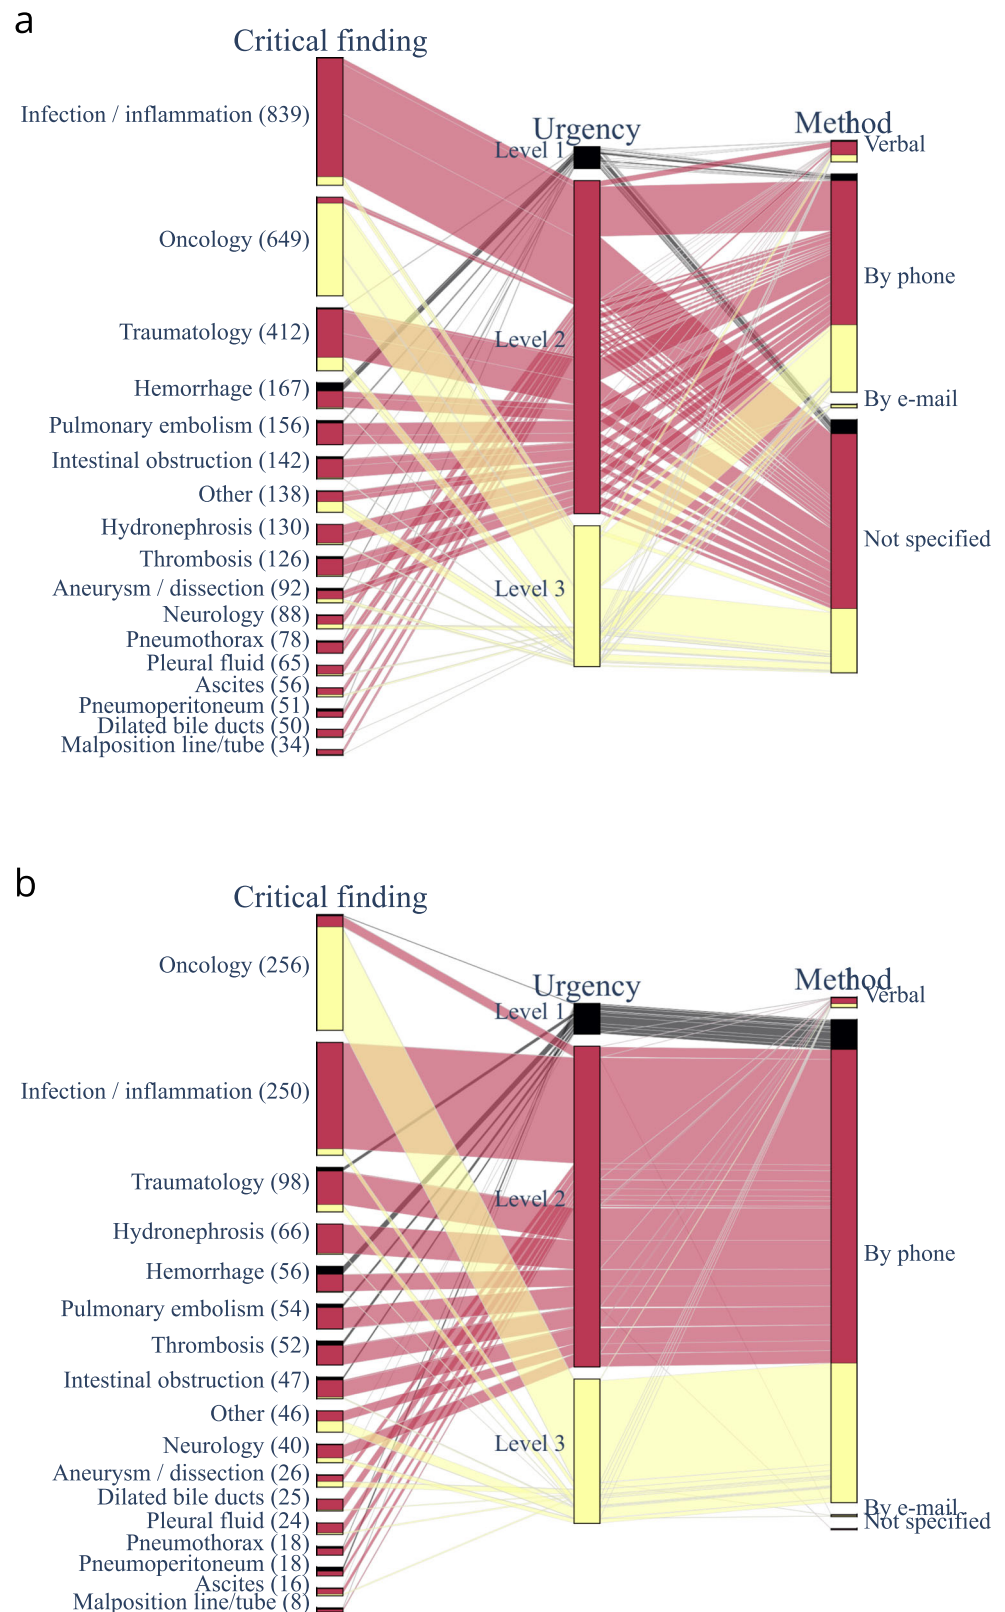 a
Critical finding
Urgency
Method
Infection / inflammation (839)
Oncology (649)
Traumatology (412)
Hemorrhage (167)
Pulmonary embolism (156)
Intestinal obstruction (142)
Other (138)
Hydronephrosis (130)
Thrombosis (126)
Aneurysm / dissection (92)
Neurology (88)
Pneumothorax (78)
Pleural fluid (65)
Ascites (56)
Pneumoperitoneum (51)
Dilated bile ducts (50)
Malposition line/tube (34)
Level 1
Level 2
Level 3
Verbal
By phone
By e-mail
Not specified
b
Critical finding
Urgency
Method
Oncology (256)
Infection / inflammation (250)
Traumatology (98)
Hydronephrosis (66)
Hemorrhage (56)
Pulmonary embolism (54)
Thrombosis (52)
Intestinal obstruction (47)
Other (46)
Neurology (40)
Aneurysm / dissection (26)
Dilated bile ducts (25)
Pleural fluid (24)
Pneumothorax (18)
Pneumoperitoneum (18)
Ascites (16)
Malposition line/tube (8)
Level 1
Level 2
Level 3
Verbal
By phone
By e-mail
Not specified